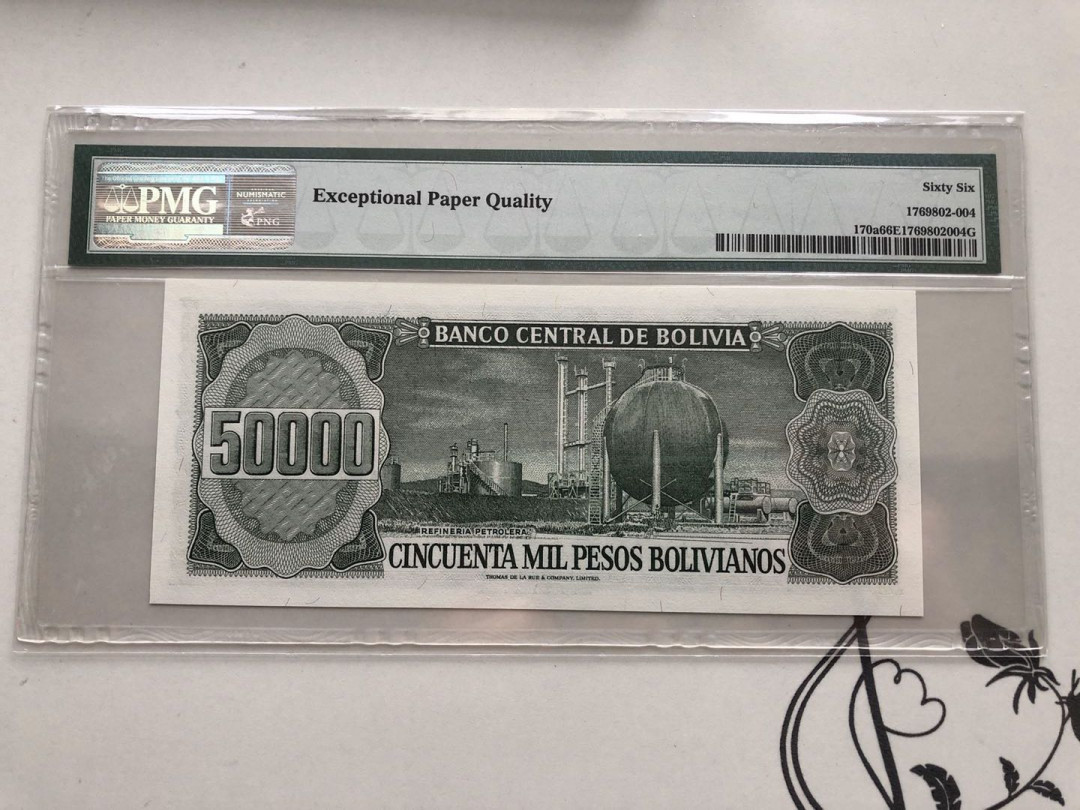 PMG
PAPER MONEY GUARANTY
NUMISMATIC
PNG
Exceptional Paper Quality
Sixty Six
1769802-004
170a66E1769802004G
BANCO CENTRAL DE BOLIVIA
50000
REFINERIA PETROLERA
CINCUENTA MIL PESOS BOLIVIANOS
THOMAS DE LA RUE & COMPANY, LIMITED.